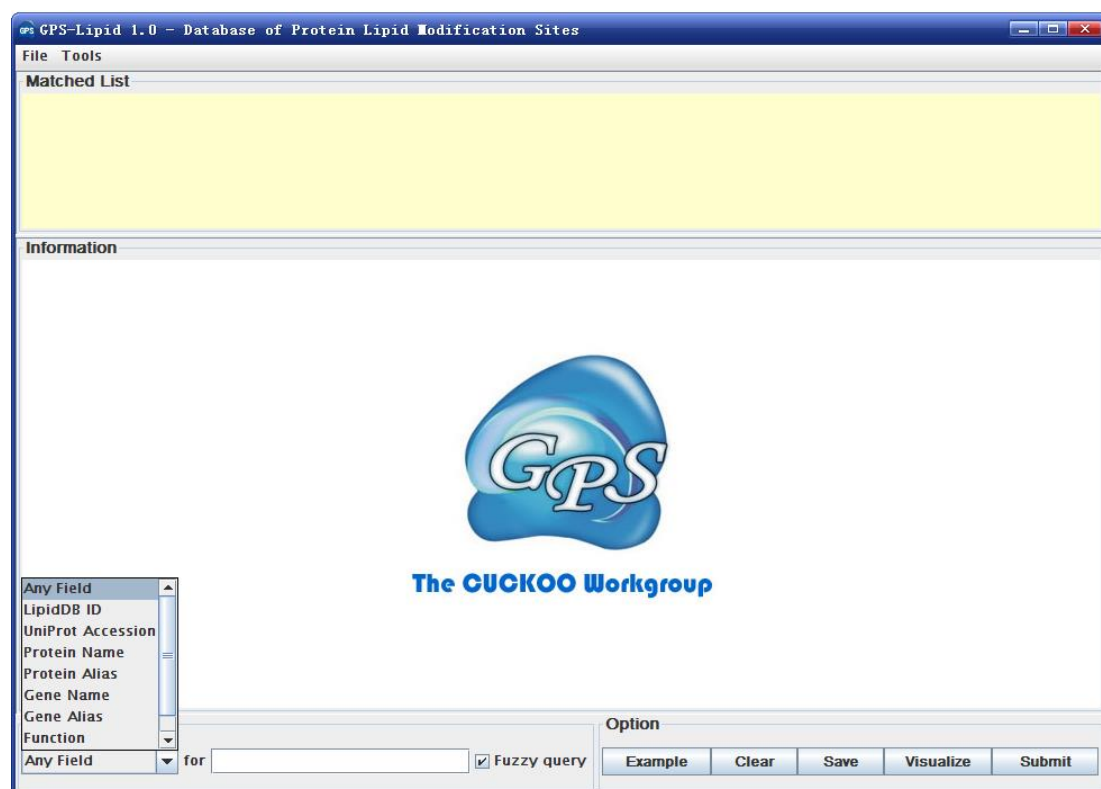 GPS GPS-Lipid 1.0 - Database of Protein Lipid Modification Sites
File Tools
Matched List
Information
GPS
The CUCKOO Workgroup
Any Field
LipidDB ID
UniProt Accession
Protein Name
Protein Alias
Gene Name
Gene Alias
Function
Any Field for Fuzzy query
Option
Example Clear Save Visualize Submit